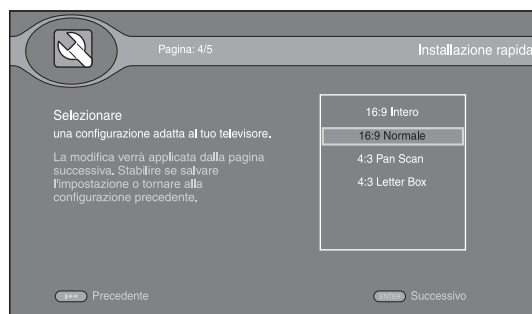 Pagina: 4/5
Installazione rapida
Selezionare
una configurazione adatta al tuo televisore.
La modifica verrà applicata dalla pagina
successiva. Stabilire se salvare
l'impostazione o tornare alla
configurazione precedente.
16:9 Intero
16:9 Normale
4:3 Pan Scan
4:3 Letter Box
Precedente
ENTER Successivo